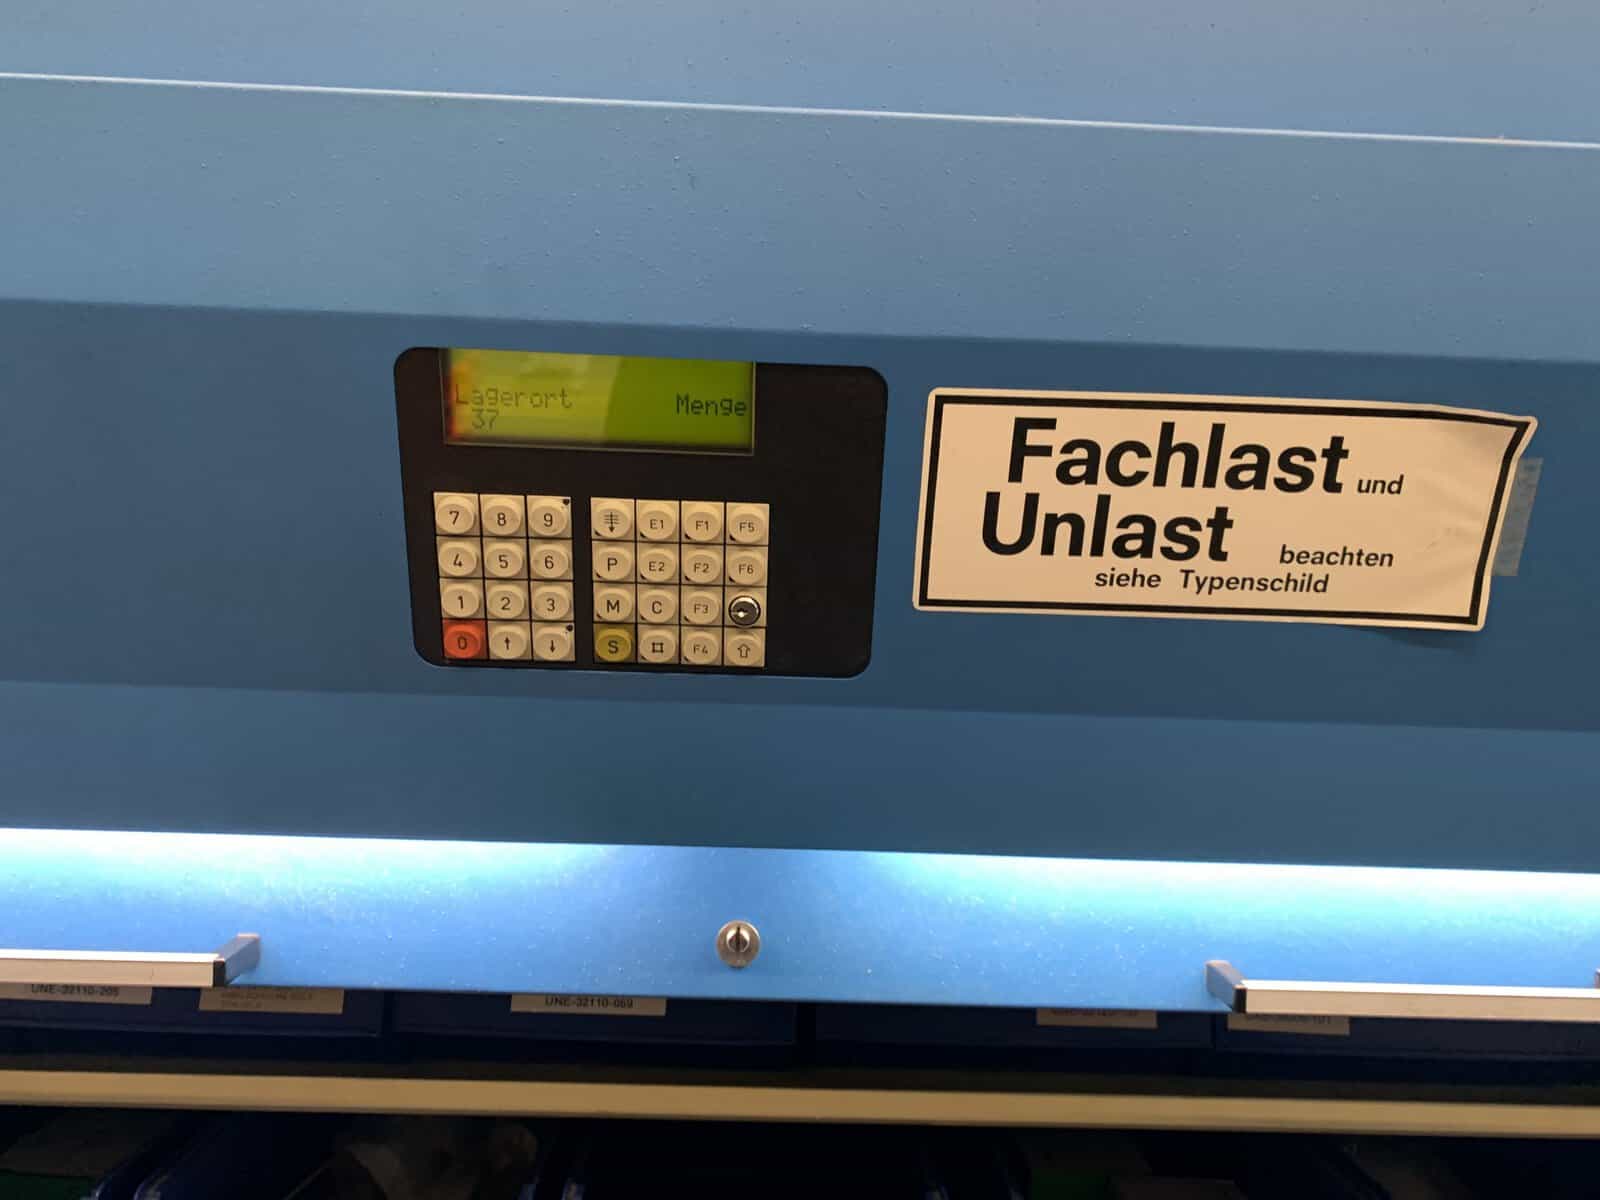 Lagerort Menge
37
7 8 9 E1 F1 F5
4 5 6 P E2 F2 F6
1 2 3 M C F3
0 ↑ ↓ S F4 ⇧
Fachlast und
Unlast beachten
siehe Typenschild
UNE-32110-205
UNE-32110-069